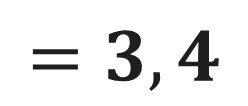 = 3,4